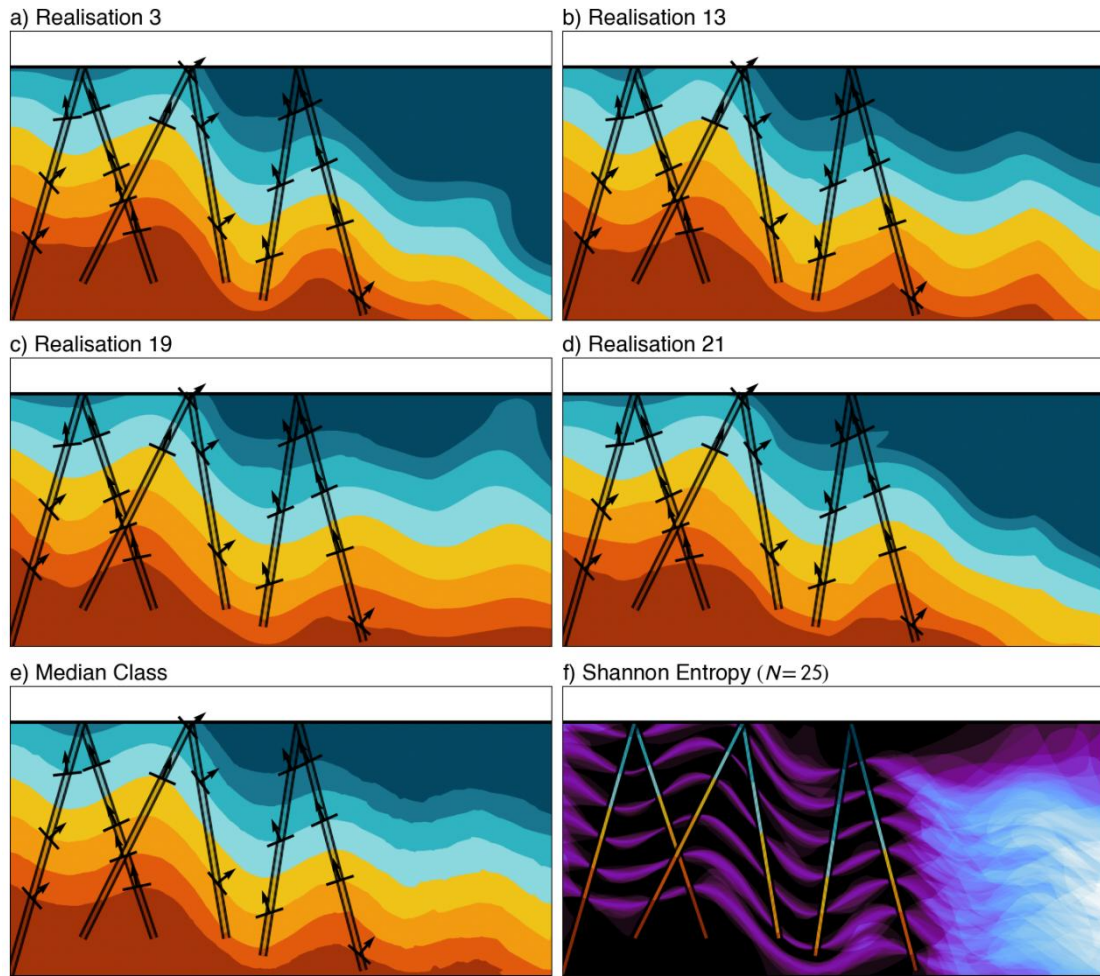 a) Realisation 3
b) Realisation 13
c) Realisation 19
d) Realisation 21
e) Median Class
f) Shannon Entropy (N= 25)